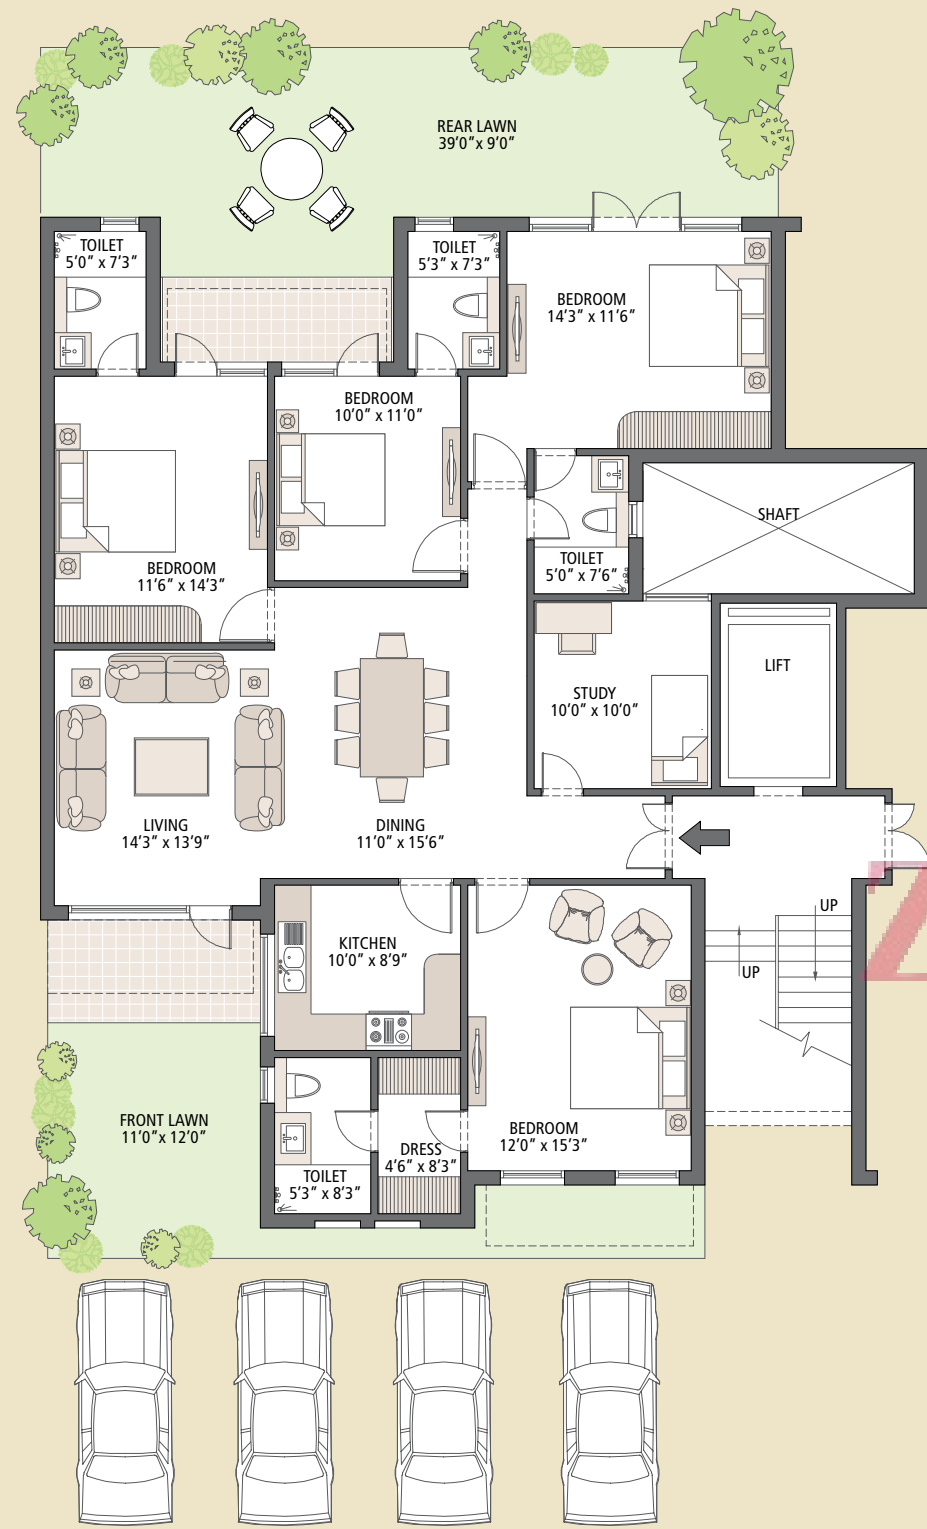 REAR LAWN
39'0"x 9'0"
TOILET
5'0" x 7'3"
TOILET
5'3" x 7'3"
BEDROOM
14'3" x 11'6"
BEDROOM
10'0" x 11'0"
BEDROOM
11'6" x 14'3"
SHAFT
TOILET
5'0" x 7'6"
LIFT
STUDY
10'0" x 10'0"
LIVING
14'3" x 13'9"
DINING
11'0" x 15'6"
UP
UP
KITCHEN
10'0" x 8'9"
FRONT LAWN
11'0"x 12'0"
BEDROOM
12'0" x 15'3"
DRESS
4'6" x 8'3"
TOILET
5'3" x 8'3"
Z